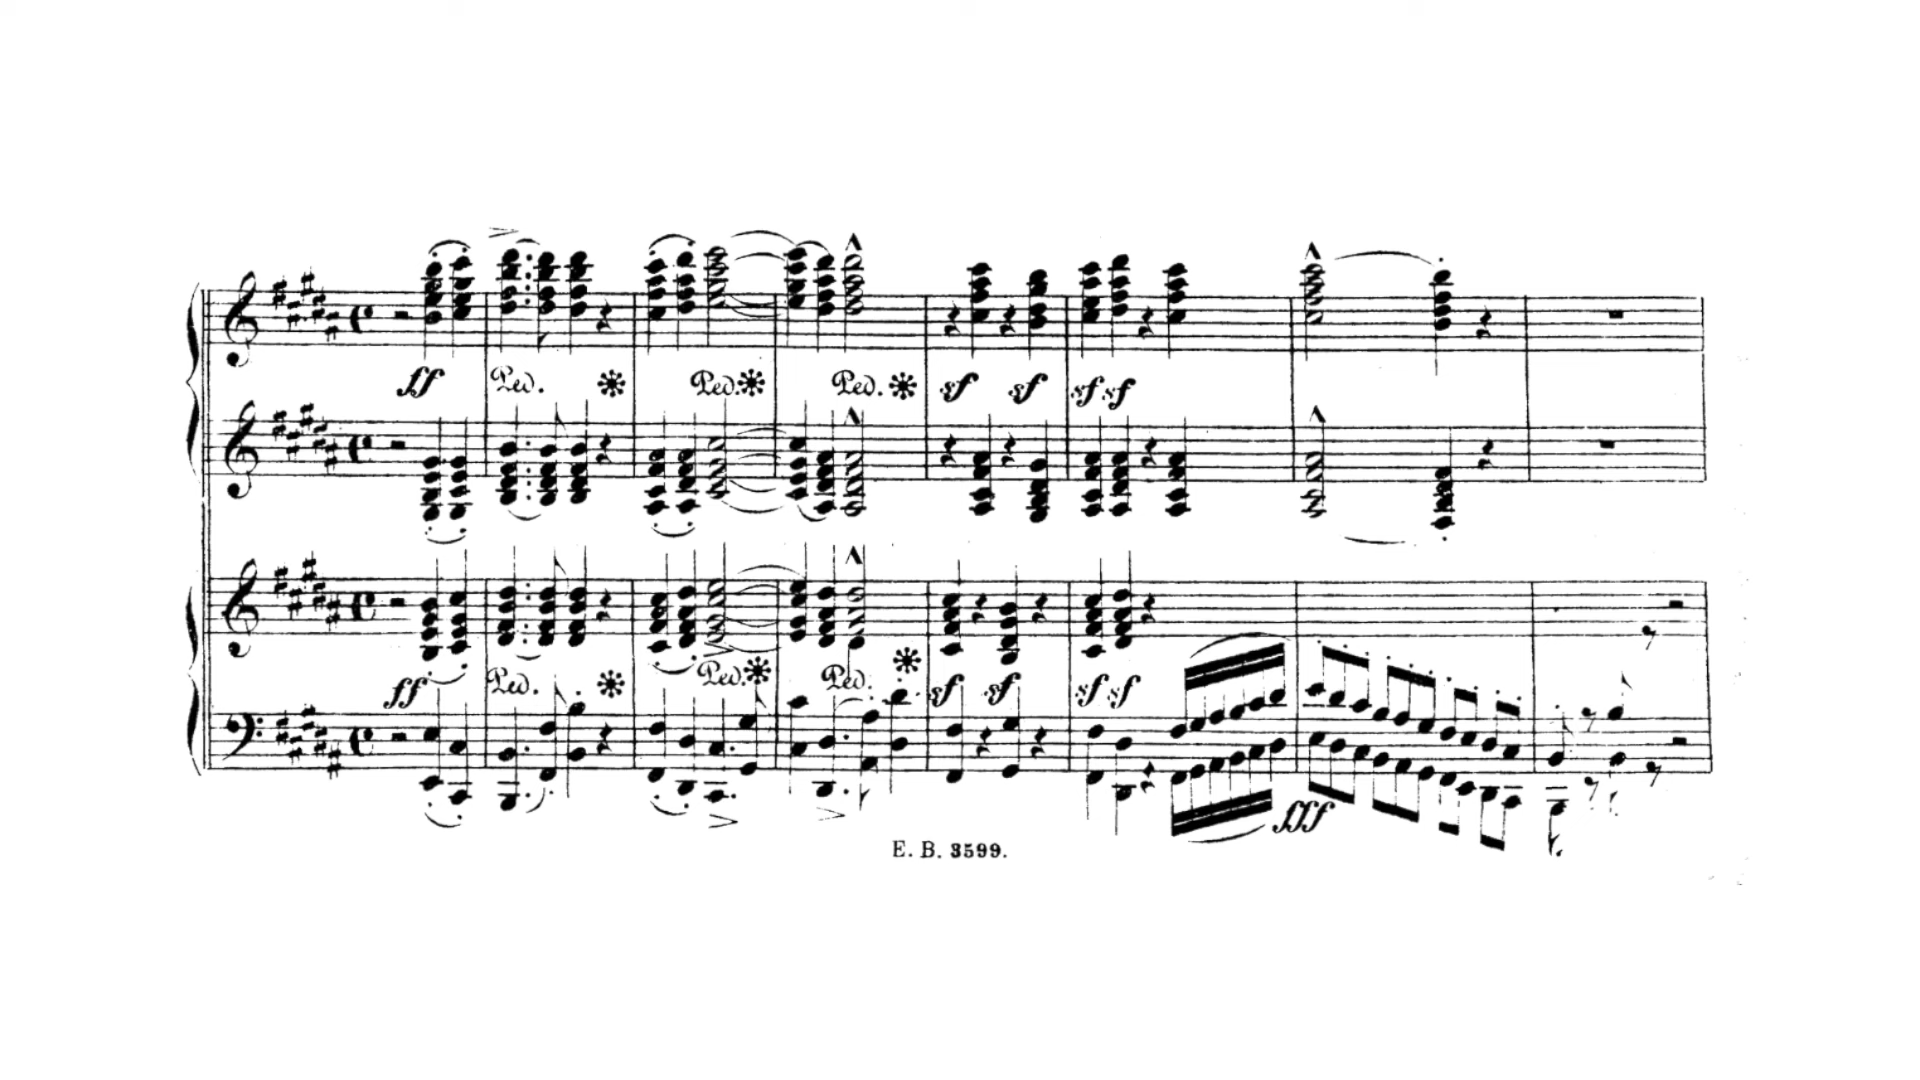 ff Ped. Ped. Ped. sf sf sf sf
ff Ped. Ped. Ped. sf sf sf sf
fff
E. B. 3599.